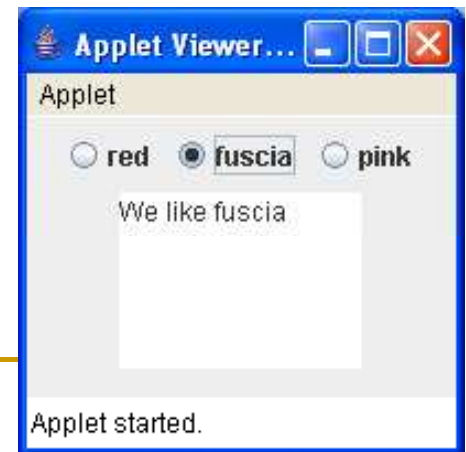 Applet Viewer...
Applet
red fuscia pink
We like fuscia
Applet started.